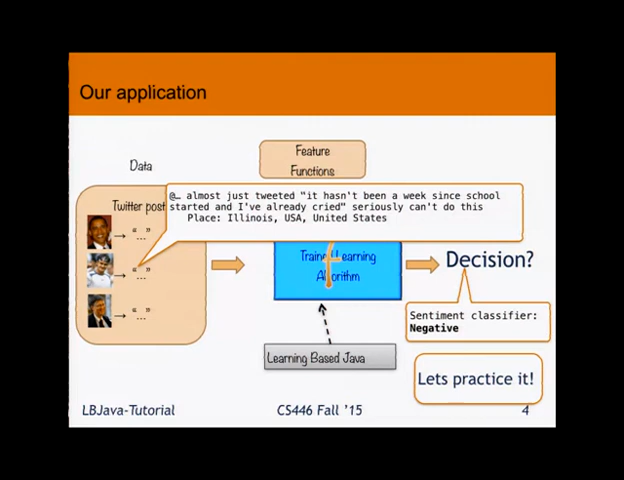 Our application
Feature
Functions
Data
Twitter post
@… almost just tweeted "it hasn't been a week since school
started and I've already cried" seriously can't do this
Place: Illinois, USA, United States
“…”
“…”
“…”
Learning
Decision?
Sentiment classifier:
Negative
Learning Based Java
Lets practice it!
LBJava-Tutorial
CS446 Fall '15
4